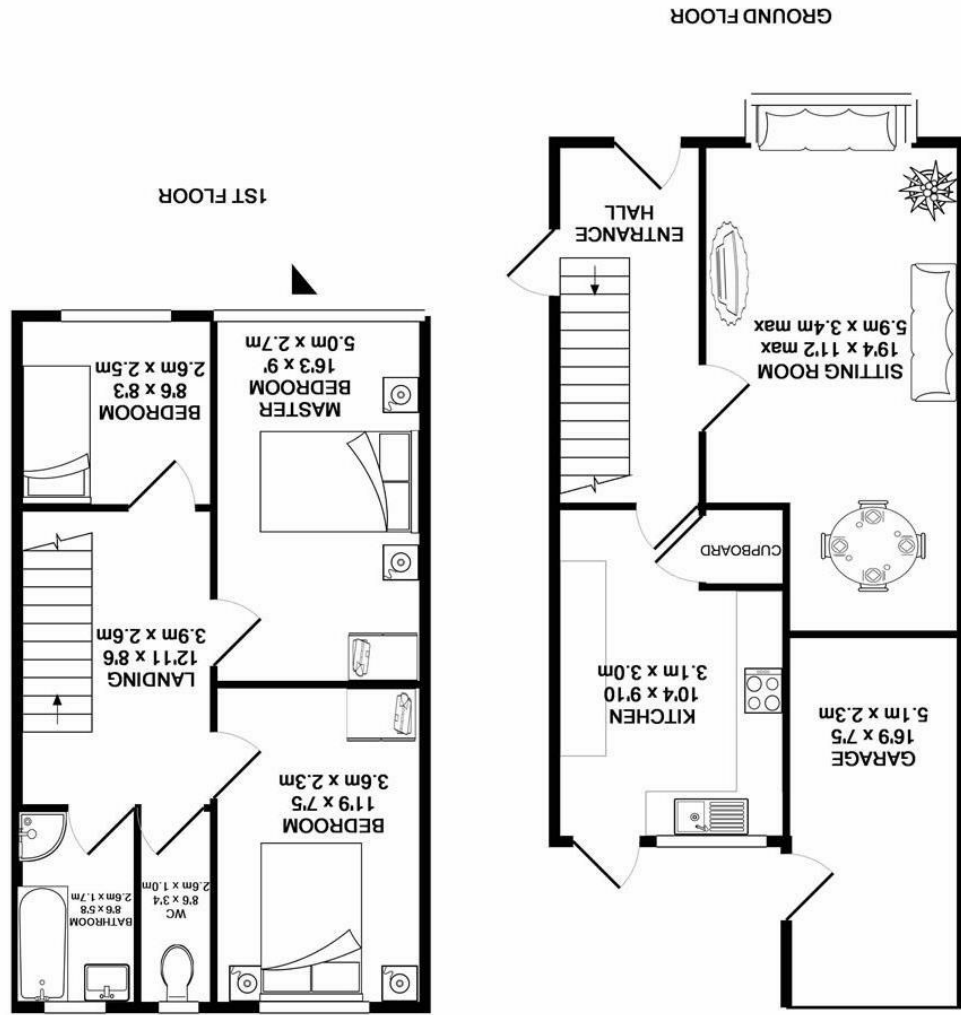 GARAGE
16'9 x 7'5
5.1m x 2.3m
KITCHEN
10'4 x 9'10
3.1m x 3.0m
CUPBOARD
SITTING ROOM
19'4 x 11'2 max
5.9m x 3.4m max
ENTRANCE
HALL
GROUND FLOOR
BEDROOM
11'9 x 7'5
3.6m x 2.3m
WC
8'6 x 3'4
2.6m x 1.0m
BATHROOM
8'6 x 5'8
2.6m x 1.7m
LANDING
12'11 x 8'6
3.9m x 2.6m
MASTER
BEDROOM
16'3 x 9'
5.0m x 2.7m
BEDROOM
8'6 x 8'3
2.6m x 2.5m
1ST FLOOR